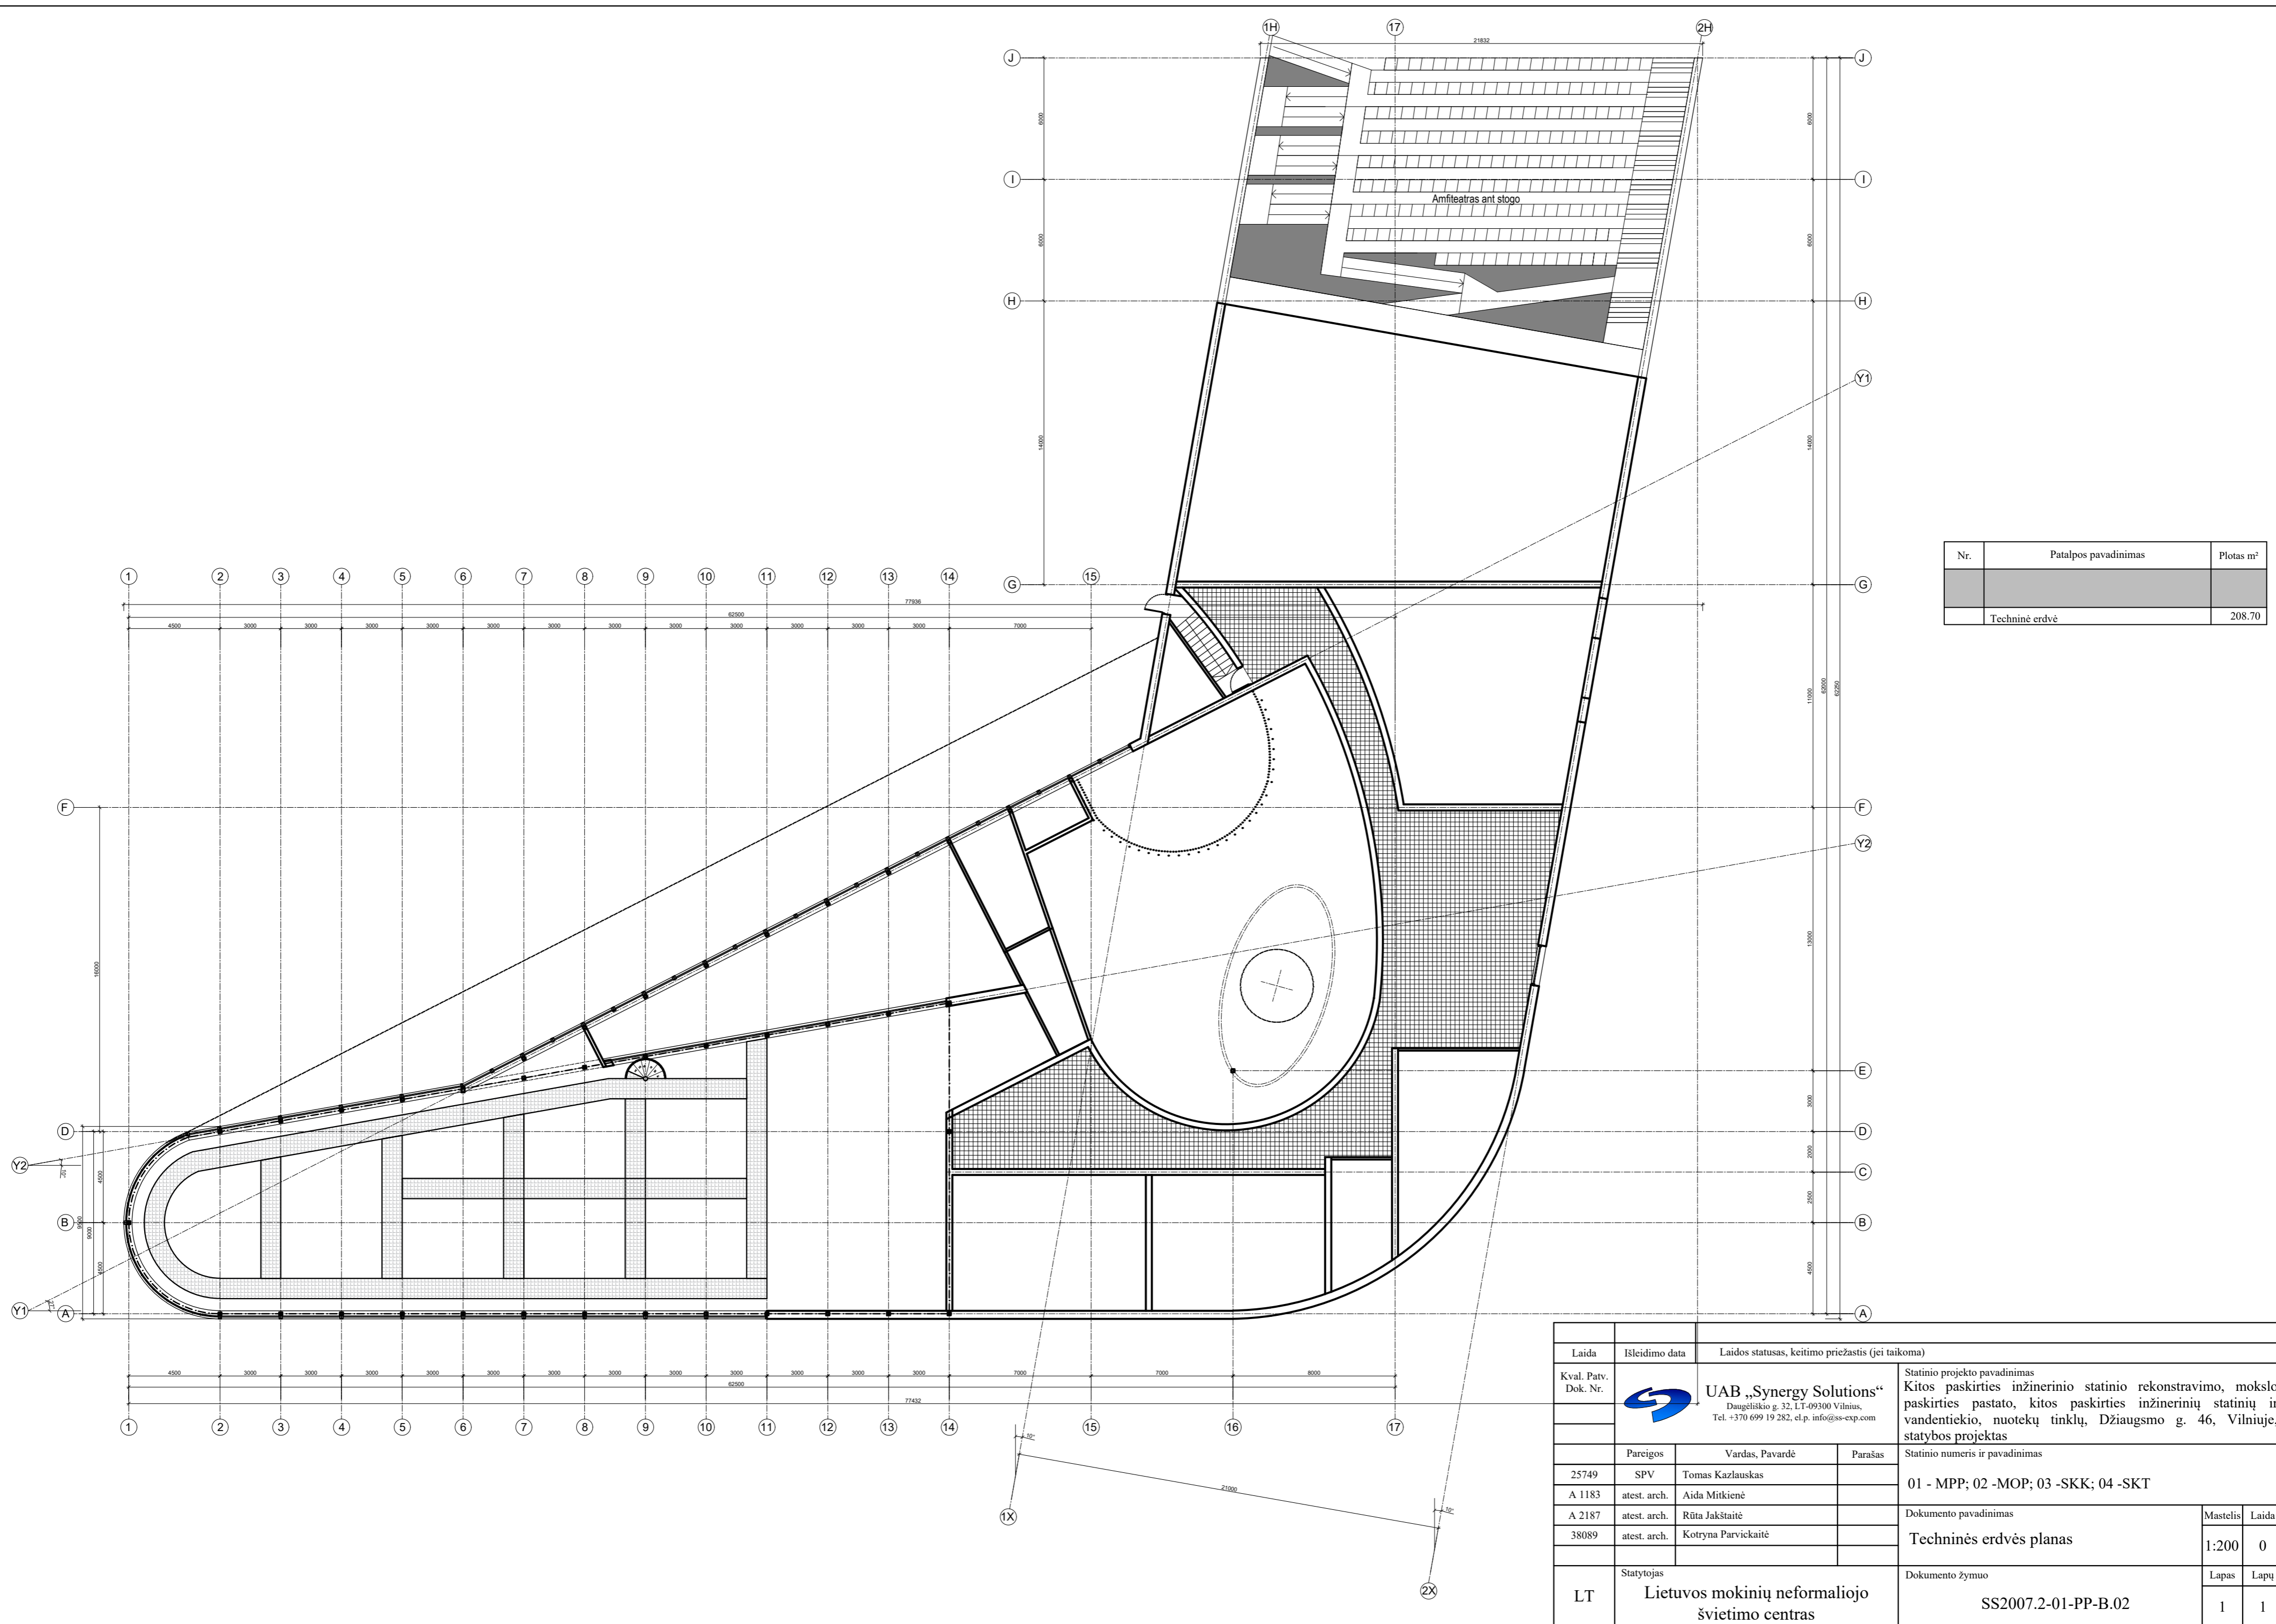 1H
17
2H
21832
J
J
6000
6000
I
I
Amfiteatras ant stogo
6000
6000
H
H
Y1
14000
14000
Nr.
Patalpos pavadinimas
Plotas m²
Techninė erdvė
208.70
1
2
3
4
5
6
7
8
9
10
11
12
13
14
15
G
G
77936
62500
4500
3000
3000
3000
3000
3000
3000
3000
3000
3000
3000
3000
3000
7000
11000
62000
62250
F
F
Y2
16000
13000
E
3000
D
D
Y2
10°
2000
C
4500
2500
B
B
9500
9000
4500
4500
Y1
A
A
4500
3000
3000
3000
3000
3000
3000
3000
3000
3000
3000
3000
3000
7000
7000
8000
62500
77432
1
2
3
4
5
6
7
8
9
10
11
12
13
14
15
16
17
10°
21000
10°
1X
2X
Laida
Išleidimo data
Laidos statusas, keitimo priežastis (jei taikoma)
Kval. Patv.
Dok. Nr.
UAB „Synergy Solutions“
Daugėliškio g. 32, LT-09300 Vilnius,
Tel. +370 699 19 282, el.p. info@ss-exp.com
Statinio projekto pavadinimas
Kitos paskirties inžinerinio statinio rekonstravimo, mokslo
paskirties pastato, kitos paskirties inžinerinių statinių ir
vandentiekio, nuotekų tinklų, Džiaugsmo g. 46, Vilniuje,
statybos projektas
Pareigos
Vardas, Pavardė
Parašas
Statinio numeris ir pavadinimas
25749
SPV
Tomas Kazlauskas
01 - MPP; 02 -MOP; 03 -SKK; 04 -SKT
A 1183
atest. arch.
Aida Mitkienė
A 2187
atest. arch.
Rūta Jakštaitė
Dokumento pavadinimas
Mastelis
Laida
38089
atest. arch.
Kotryna Parvickaitė
Techninės erdvės planas
1:200
0
LT
Statytojas
Lietuvos mokinių neformaliojo
švietimo centras
Dokumento žymuo
Lapas
Lapų
SS2007.2-01-PP-B.02
1
1